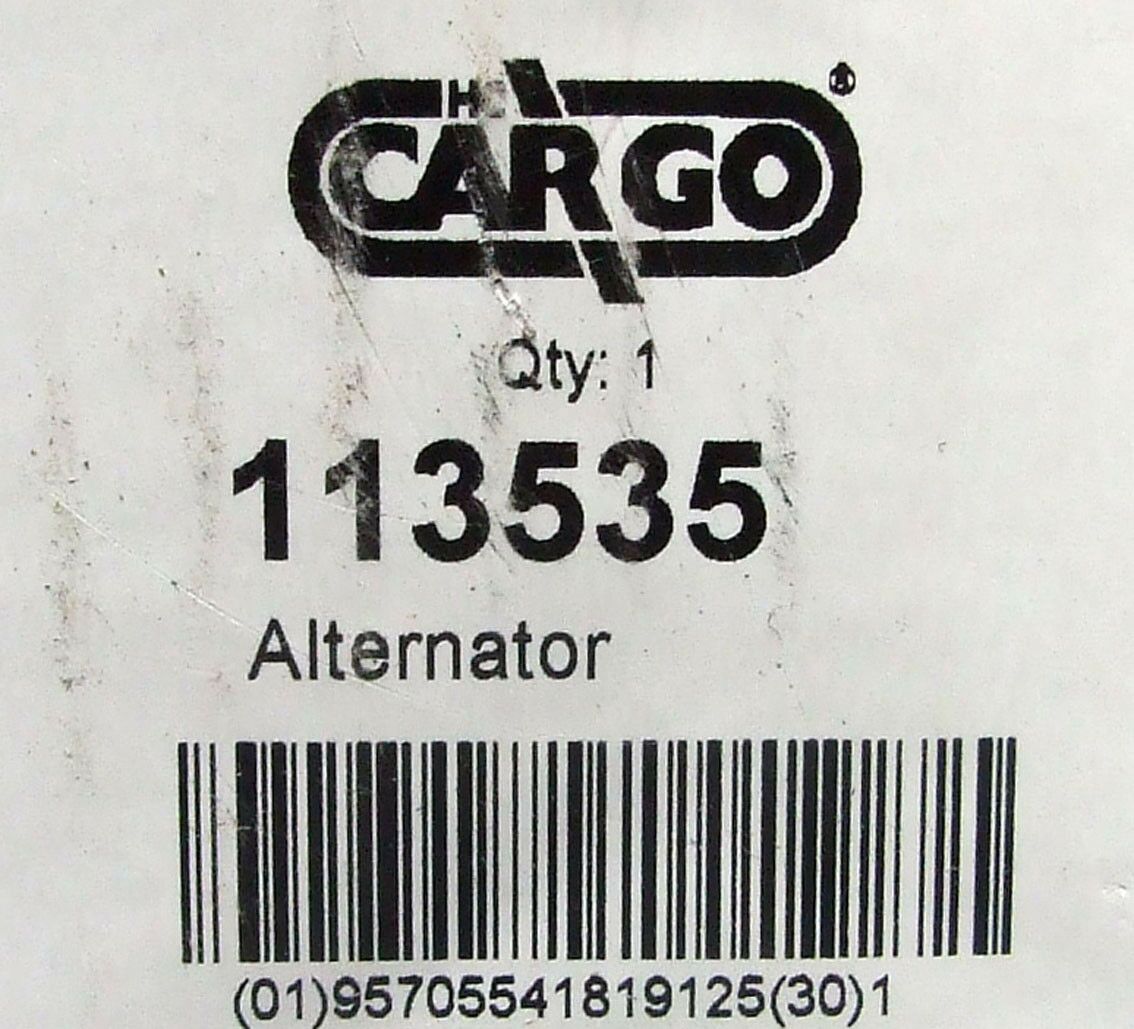 HC
CARGO
Qty: 1
113535
Alternator
(01)95705541819125(30)1